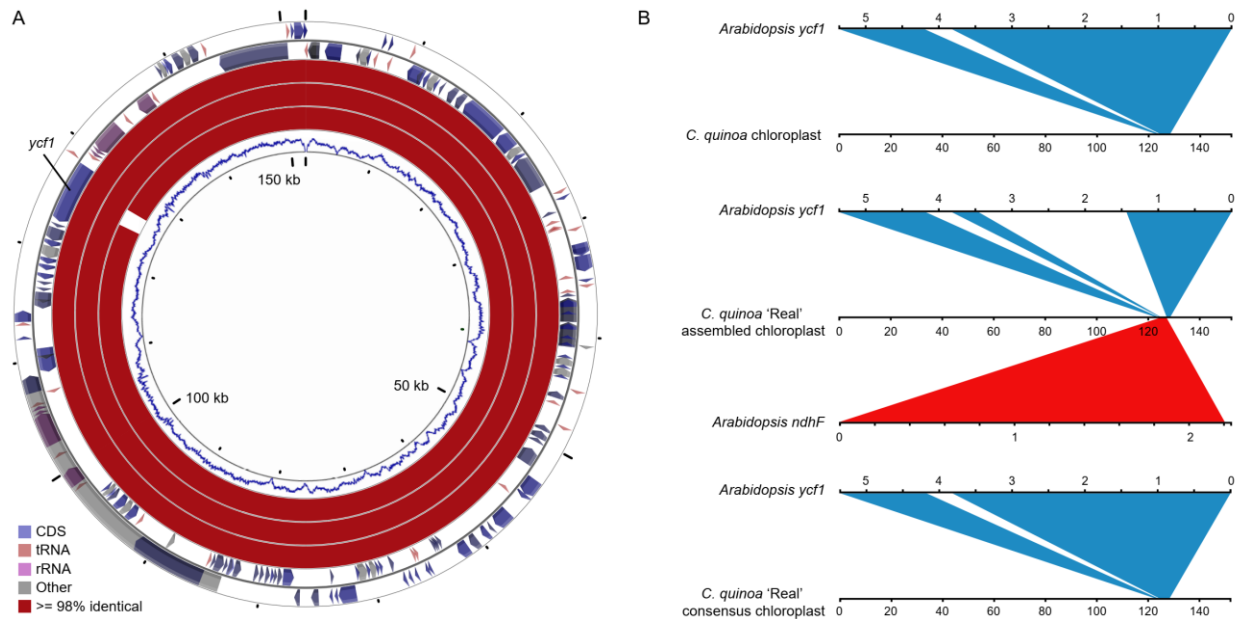 A
ycf1
150 kb
50 kb
100 kb
CDS
tRNA
rRNA
Other
>= 98% identical
B
5 4 3 2 1 0
Arabidopsis ycf1
C. quinoa chloroplast
0 20 40 60 80 100 120 140
5 4 3 2 1 0
Arabidopsis ycf1
C. quinoa ‘Real’
assembled chloroplast
0 20 40 60 80 100 120 140
Arabidopsis ndhF
0 1 2
5 4 3 2 1 0
Arabidopsis ycf1
C. quinoa ‘Real’
consensus chloroplast
0 20 40 60 80 100 120 140